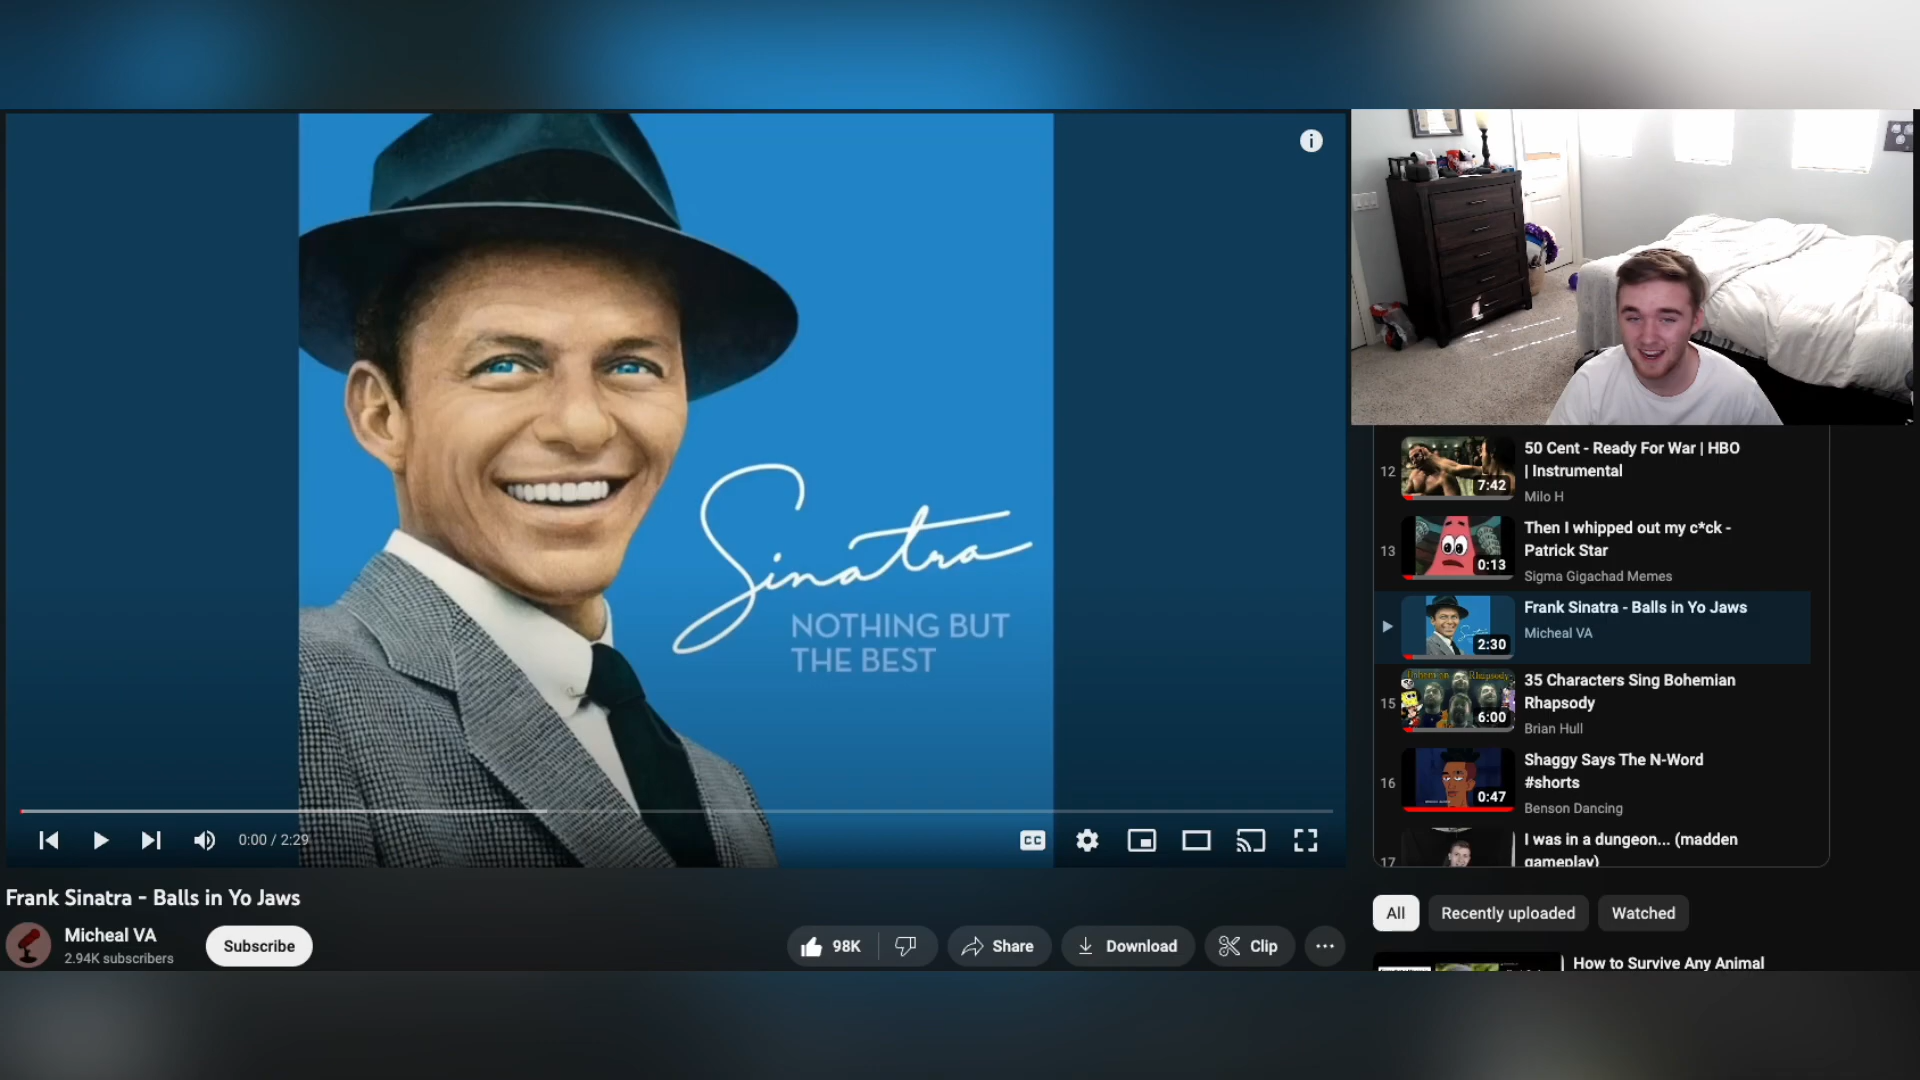 Sinatra
NOTHING BUT
THE BEST
0:00 / 2:29
CC
Frank Sinatra - Balls in Yo Jaws
Micheal VA
2.94K subscribers
Subscribe
98K
Share
Download
Clip
12
7:42
50 Cent - Ready For War | HBO
| Instrumental
Milo H
13
0:13
Then I whipped out my c*ck -
Patrick Star
Sigma Gigachad Memes
2:30
Frank Sinatra - Balls in Yo Jaws
Micheal VA
15
6:00
35 Characters Sing Bohemian
Rhapsody
Brian Hull
16
0:47
Shaggy Says The N-Word
#shorts
Benson Dancing
17
I was in a dungeon... (madden
gameplay)
All
Recently uploaded
Watched
How to Survive Any Animal